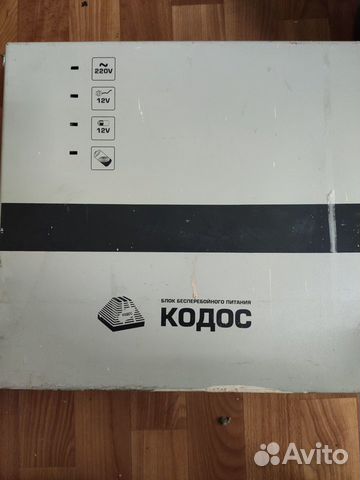 220V
12V
12V
БЛОК БЕСПЕРЕБОЙНОГО ПИТАНИЯ
КОДОС
Avito